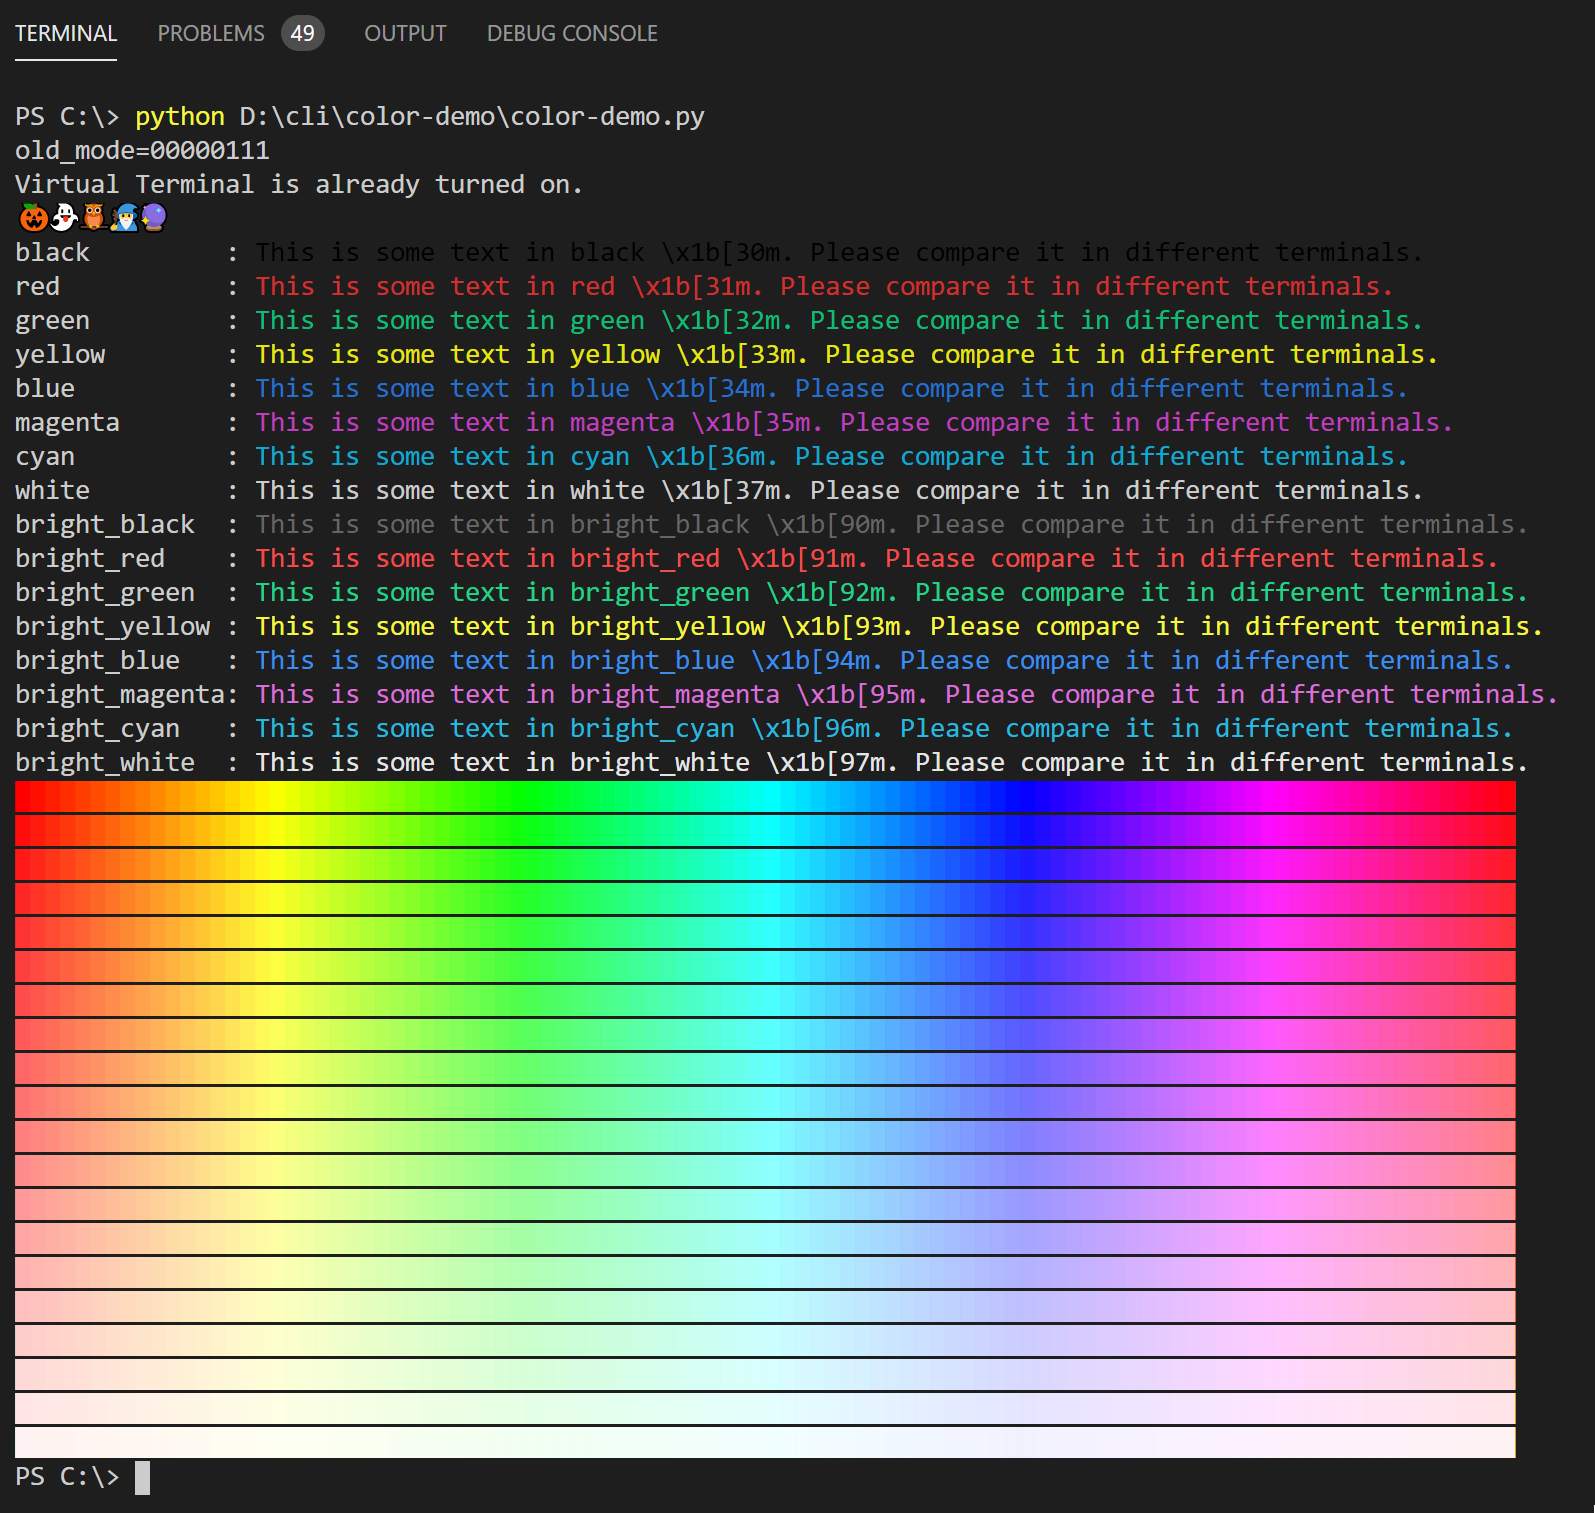 TERMINAL PROBLEMS 49 OUTPUT DEBUG CONSOLE
PS C:\> python D:\cli\color-demo\color-demo.py
old_mode=00000111
Virtual Terminal is already turned on.
🎃👻🦉🧙🔮
black         : This is some text in black \x1b[30m. Please compare it in different terminals.
red           : This is some text in red \x1b[31m. Please compare it in different terminals.
green         : This is some text in green \x1b[32m. Please compare it in different terminals.
yellow        : This is some text in yellow \x1b[33m. Please compare it in different terminals.
blue          : This is some text in blue \x1b[34m. Please compare it in different terminals.
magenta       : This is some text in magenta \x1b[35m. Please compare it in different terminals.
cyan          : This is some text in cyan \x1b[36m. Please compare it in different terminals.
white         : This is some text in white \x1b[37m. Please compare it in different terminals.
bright_black  : This is some text in bright_black \x1b[90m. Please compare it in different terminals.
bright_red    : This is some text in bright_red \x1b[91m. Please compare it in different terminals.
bright_green  : This is some text in bright_green \x1b[92m. Please compare it in different terminals.
bright_yellow : This is some text in bright_yellow \x1b[93m. Please compare it in different terminals.
bright_blue   : This is some text in bright_blue \x1b[94m. Please compare it in different terminals.
bright_magenta: This is some text in bright_magenta \x1b[95m. Please compare it in different terminals.
bright_cyan   : This is some text in bright_cyan \x1b[96m. Please compare it in different terminals.
bright_white  : This is some text in bright_white \x1b[97m. Please compare it in different terminals.
PS C:\>